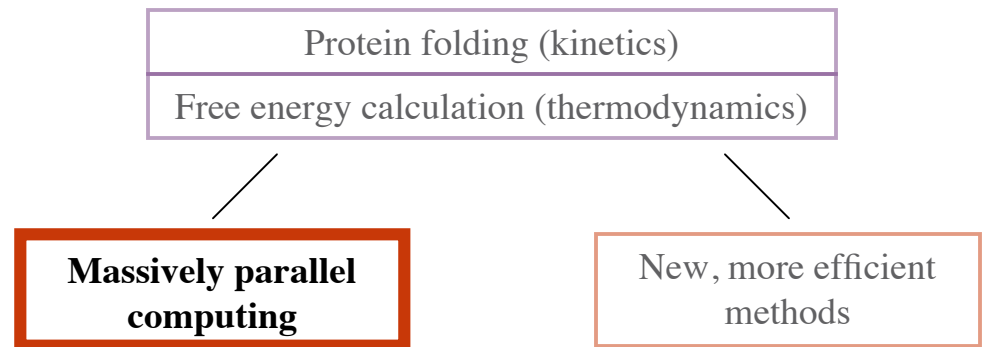 Protein folding (kinetics)
Free energy calculation (thermodynamics)
Massively parallel
computing
New, more efficient
methods